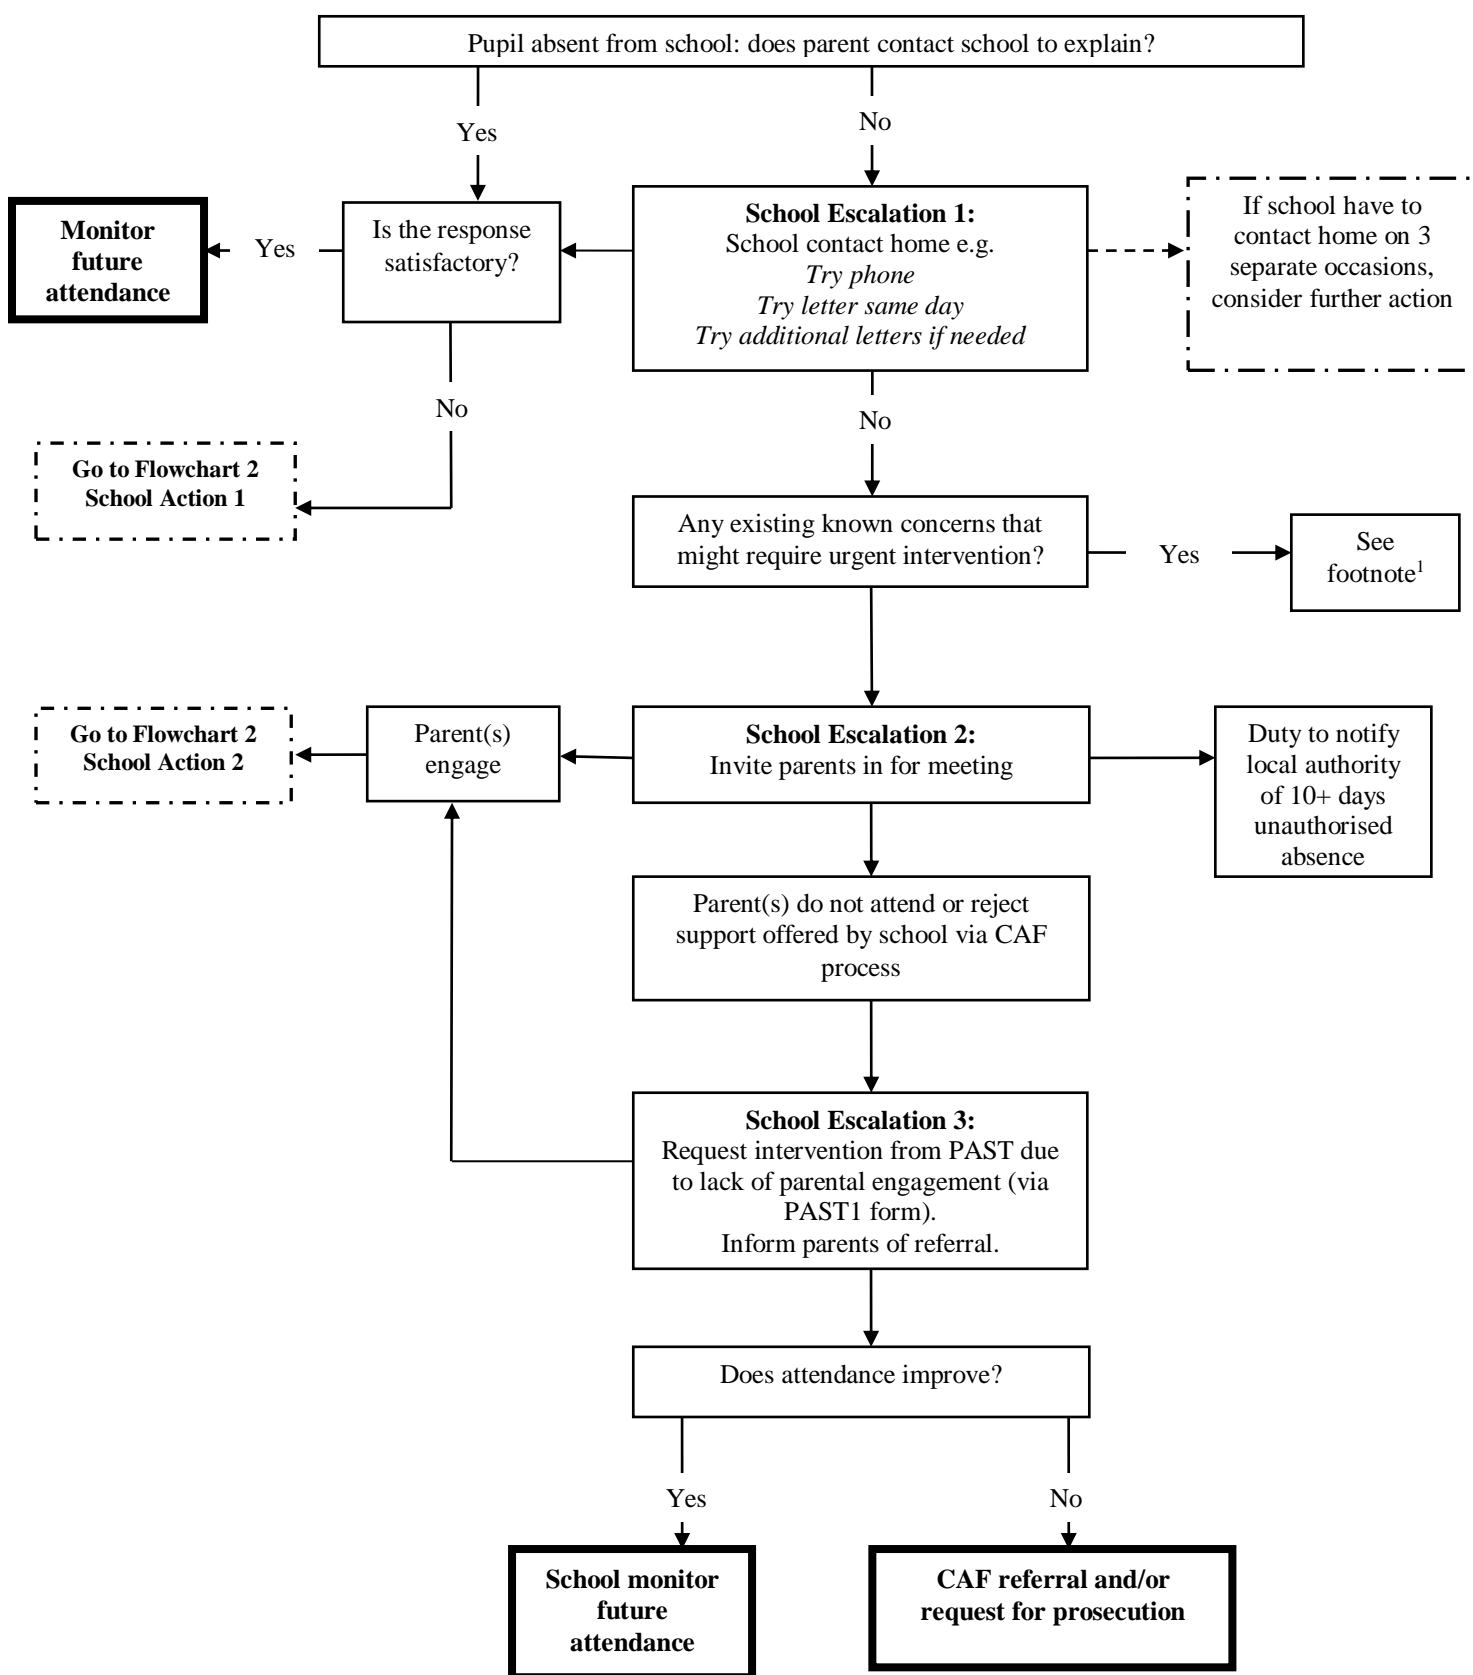 Pupil absent from school: does parent contact school to explain?
Yes
No
Monitor
future
attendance
Yes
Is the response
satisfactory?
School Escalation 1:
School contact home e.g.
Try phone
Try letter same day
Try additional letters if needed
If school have to
contact home on 3
separate occasions,
consider further action
No
No
Go to Flowchart 2
School Action 1
Any existing known concerns that
might require urgent intervention?
Yes
See
footnote¹
Go to Flowchart 2
School Action 2
Parent(s)
engage
School Escalation 2:
Invite parents in for meeting
Duty to notify
local authority
of 10+ days
unauthorised
absence
Parent(s) do not attend or reject
support offered by school via CAF
process
School Escalation 3:
Request intervention from PAST due
to lack of parental engagement (via
PAST1 form).
Inform parents of referral.
Does attendance improve?
Yes
No
School monitor
future
attendance
CAF referral and/or
request for prosecution